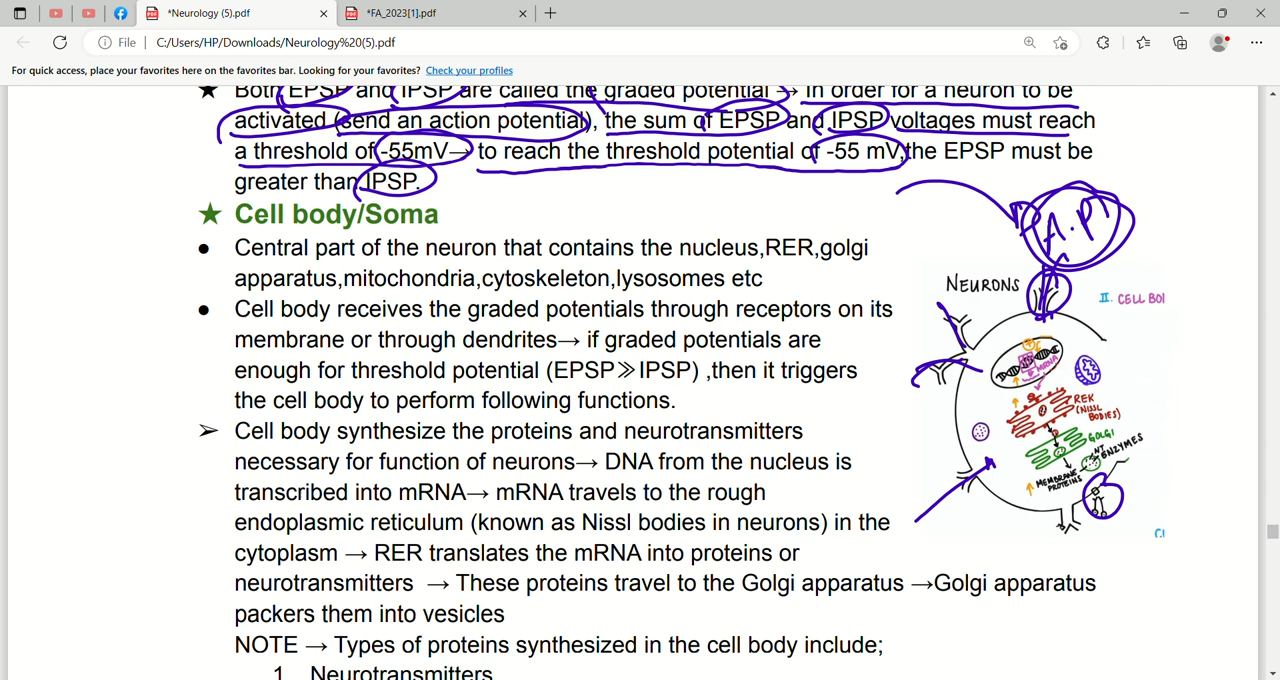 *Neurology (5).pdf
*FA_2023[1].pdf
File
C:/Users/HP/Downloads/Neurology%20(5).pdf
For quick access, place your favorites here on the favorites bar. Looking for your favorites? Check your profiles
★ Both EPSP and IPSP are called the graded potential → In order for a neuron to be
activated (send an action potential), the sum of EPSP and IPSP voltages must reach
a threshold of -55mV→ to reach the threshold potential of -55 mV,the EPSP must be
greater than IPSP.
★ Cell body/Soma
● Central part of the neuron that contains the nucleus,RER,golgi
apparatus,mitochondria,cytoskeleton,lysosomes etc
● Cell body receives the graded potentials through receptors on its
membrane or through dendrites→ if graded potentials are
enough for threshold potential (EPSP≫IPSP) ,then it triggers
the cell body to perform following functions.
➢ Cell body synthesize the proteins and neurotransmitters
necessary for function of neurons→ DNA from the nucleus is
transcribed into mRNA→ mRNA travels to the rough
endoplasmic reticulum (known as Nissl bodies in neurons) in the
cytoplasm → RER translates the mRNA into proteins or
neurotransmitters → These proteins travel to the Golgi apparatus →Golgi apparatus
packers them into vesicles
NOTE → Types of proteins synthesized in the cell body include;
1. Neurotransmitters
A.P
NEURONS
II. CELL BOD
mRNA
RER
(NISSL
BODIES)
GOLGI
NT
ENZYMES
MEMBRANE
PROTEINS